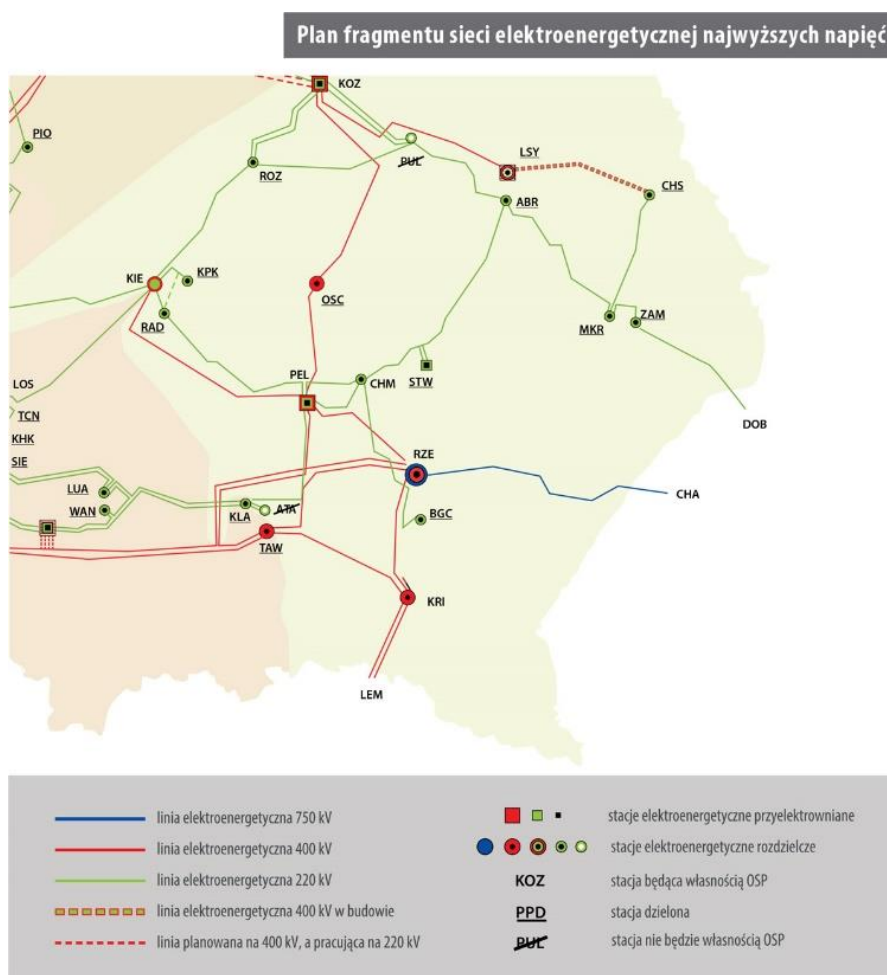 Plan fragmentu sieci elektroenergetycznej najwyższych napięć
KOZ
PIO
PUŁ
LSY
ROZ
CHS
ABR
KIE
KPK
OSC
RAD
MKR
ZAM
PEL
CHM
STW
LOS
TCN
DOB
KHK
SIE
RZE
CHA
LUA
WAN
KLA
ATA
BGC
TAW
KRI
LEM
linia elektroenergetyczna 750 kV
linia elektroenergetyczna 400 kV
linia elektroenergetyczna 220 kV
linia elektroenergetyczna 400 kV w budowie
linia planowana na 400 kV, a pracująca na 220 kV
stacje elektroenergetyczne przyelektrowniane
stacje elektroenergetyczne rozdzielcze
KOZ stacja będąca własnością OSP
PPD stacja dzielona
PUŁ stacja nie będzie własnością OSP